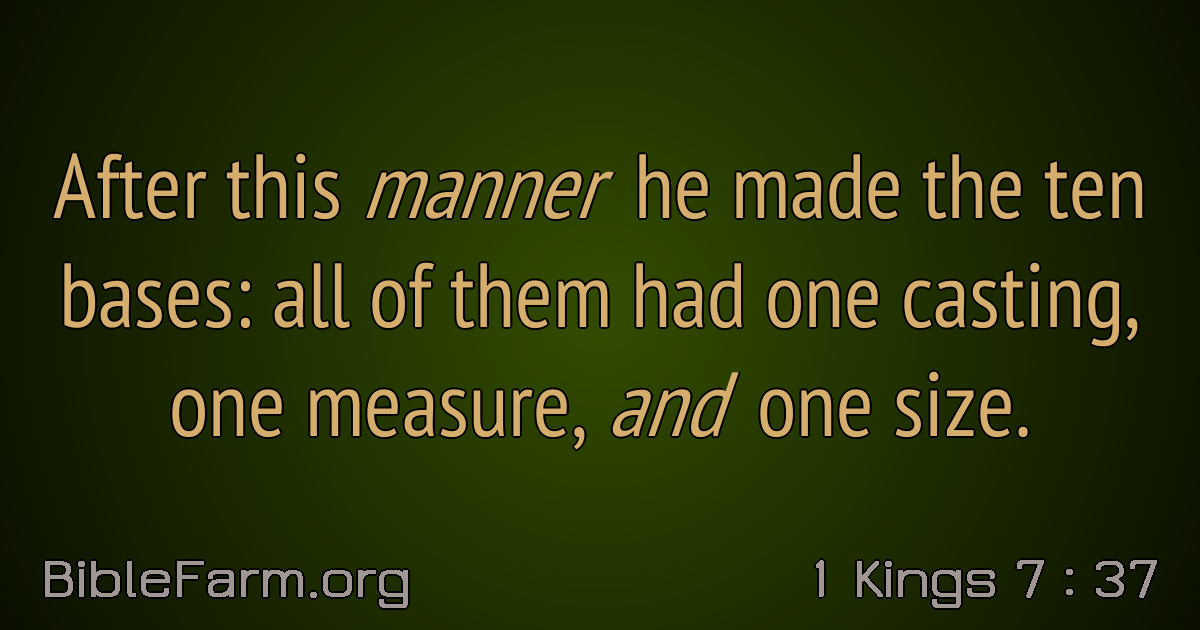 After this manner he made the ten
bases: all of them had one casting,
one measure, and one size.
BibleFarm.org
1 Kings 7 : 37